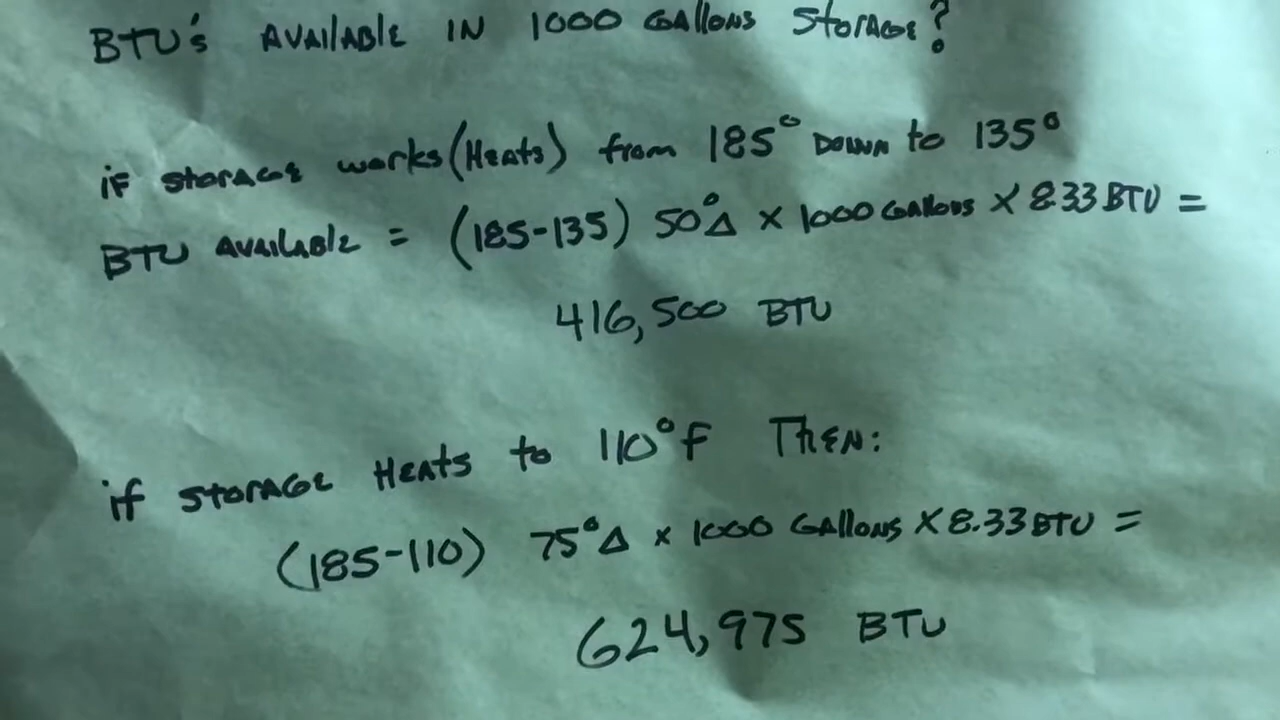 BTU's AVAilABLE IN 1000 GAllONS StorAGE?
if storAGE works (HeAts) from 185° DOWN to 135°
BTU AVAilABLE = (185-135) 50°Δ x 1000 GAllons x 8.33 BTU =
416,500 BTU
if STORAGE HEAtS to 110°F THEN:
(185-110) 75°Δ x 1000 GAllONS x 8.33 BTU =
624,975 BTU